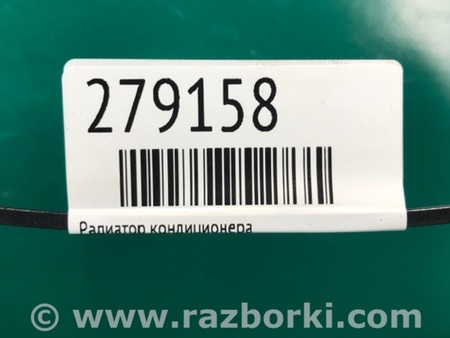 279158
Радиатор кондиционера
© www.razborki.com